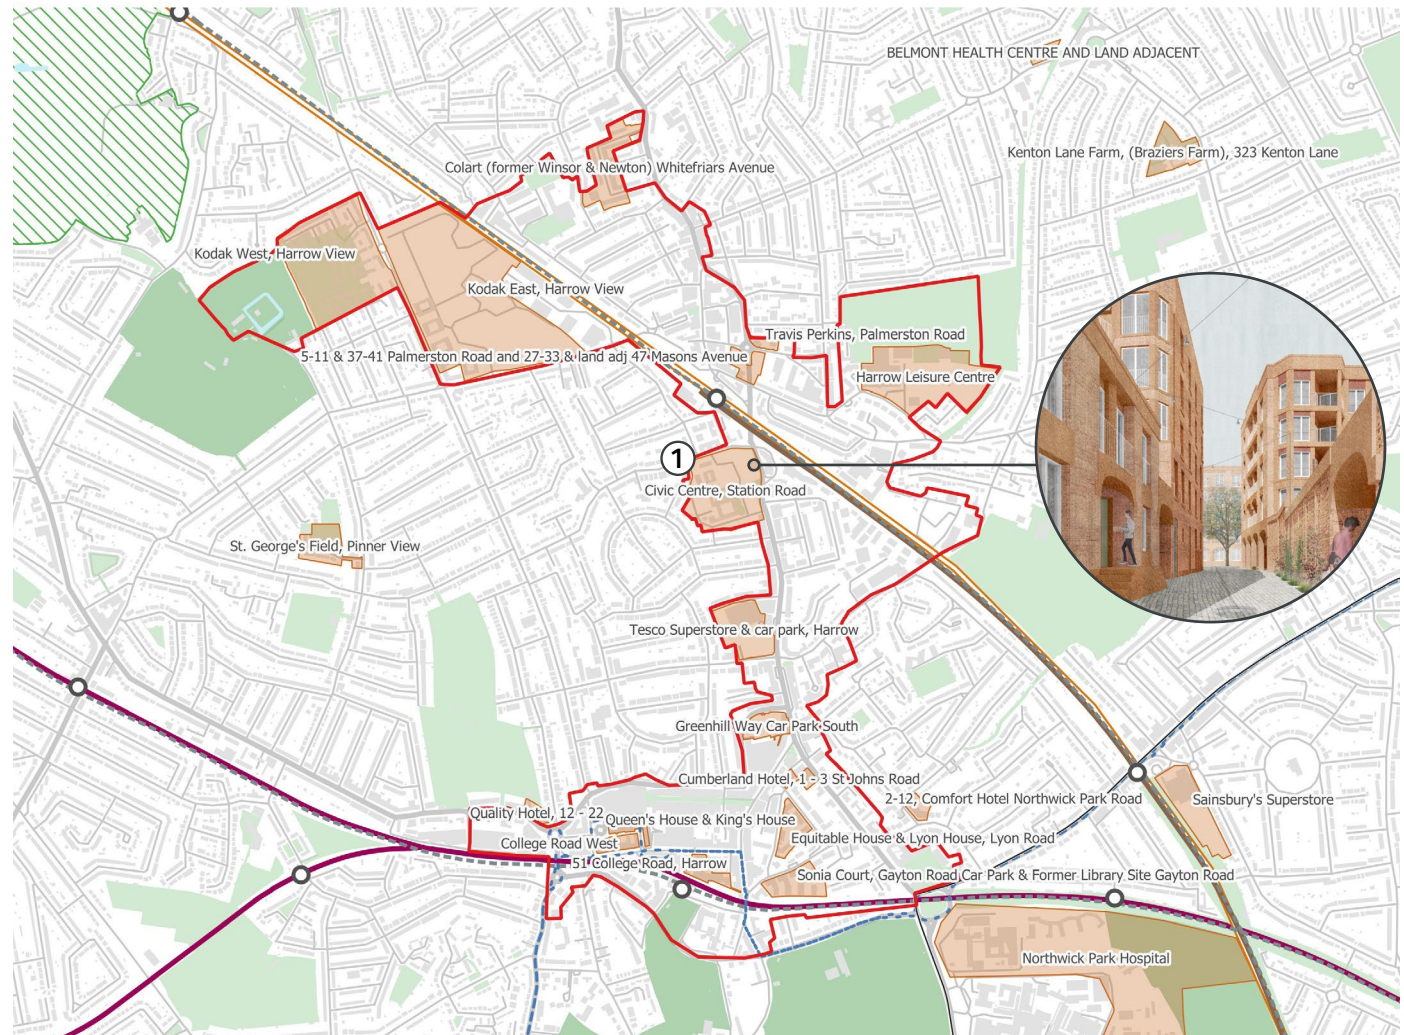 BELMONT HEALTH CENTRE AND LAND ADJACENT
Kenton Lane Farm, (Braziers Farm), 323 Kenton Lane
Colart (former Winsor & Newton) Whitefriars Avenue
Kodak West, Harrow View
Kodak East, Harrow View
Travis Perkins, Palmerston Road
5-11 & 37-41 Palmerston Road and 27-33 & land adj 47 Masons Avenue
Harrow Leisure Centre
1
Civic Centre, Station Road
St. George's Field, Pinner View
Tesco Superstore & car park, Harrow
Greenhill Way Car Park South
Cumberland Hotel, 1 - 3 St Johns Road
2-12, Comfort Hotel Northwick Park Road
Sainsbury's Superstore
Quality Hotel, 12 - 22
Queen's House & King's House
Equitable House & Lyon House, Lyon Road
College Road West
51 College Road, Harrow
Sonia Court, Gayton Road Car Park & Former Library Site Gayton Road
Northwick Park Hospital